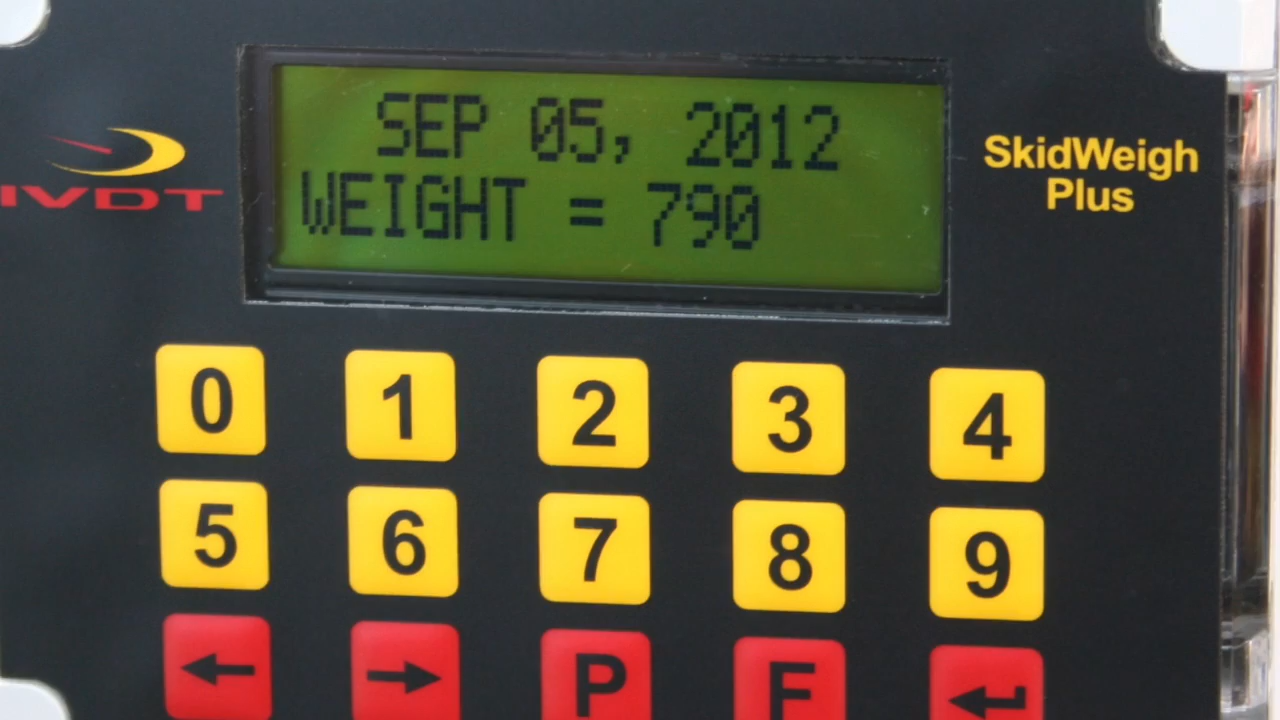 SEP 05, 2012
WEIGHT = 790
IVDT
SkidWeigh
Plus
0 1 2 3 4
5 6 7 8 9
← → P F ↵